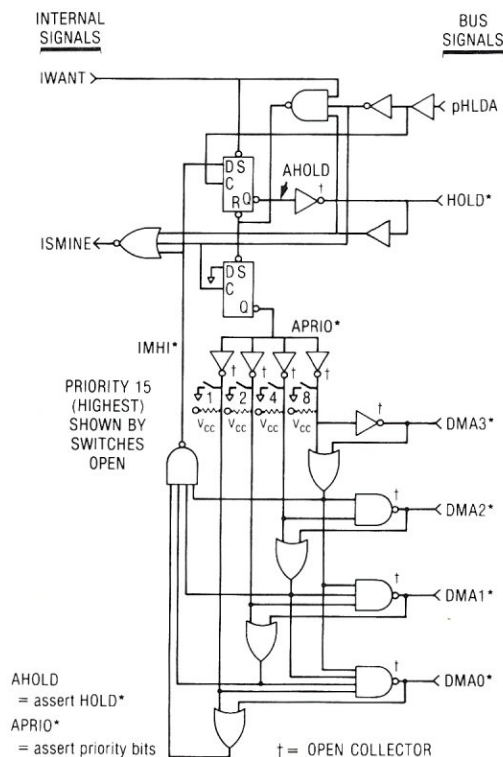 INTERNAL
SIGNALS
BUS
SIGNALS
IWANT
pHLDA
D S
C
Q
R
AHOLD
†
HOLD*
ISMINE
D S
C
Q
APRIO*
IMHI*
† † † †
1 2 4 8
VCC VCC VCC VCC
PRIORITY 15
(HIGHEST)
SHOWN BY
SWITCHES
OPEN
†
DMA3*
†
DMA2*
†
DMA1*
†
DMA0*
AHOLD
= assert HOLD*
APRIO*
= assert priority bits
† = OPEN COLLECTOR